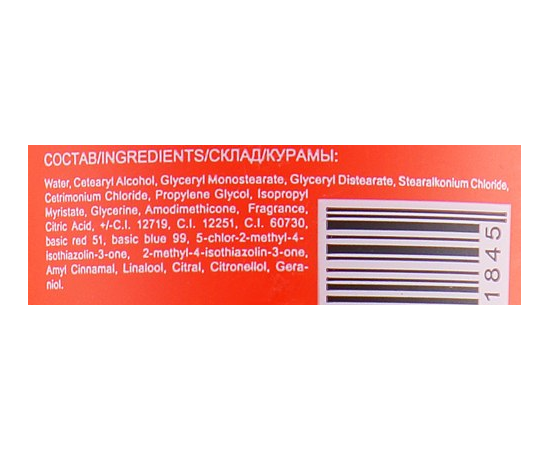 СОСТАВ/INGREDIENTS/СКЛАД/КУРАМЫ:
Water, Cetearyl Alcohol, Glyceryl Monostearate, Glyceryl Distearate, Stearalkonium Chloride,
Cetrimonium Chloride, Propylene Glycol, Isopropyl
Myristate, Glycerine, Amodimethicone, Fragrance,
Citric Acid, +/-C.I. 12719, C.I. 12251, C.I. 60730,
basic red 51, basic blue 99, 5-chlor-2-methyl-4-
isothiazolin-3-one, 2-methyl-4-isothiazolin-3-one,
Amyl Cinnamal, Linalool, Citral, Citronellol, Gera-
niol.
1845